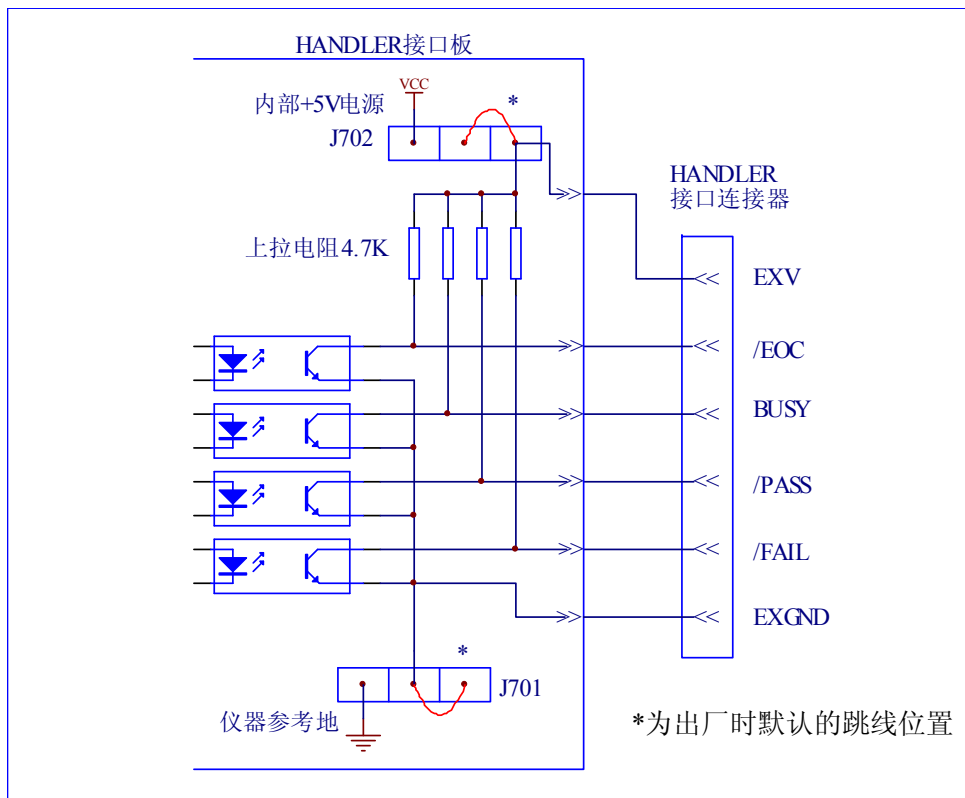 HANDLER接口板
VCC
内部+5V电源
*
J702
HANDLER
接口连接器
上拉电阻4.7K
EXV
/EOC
BUSY
/PASS
/FAIL
EXGND
*
J701
仪器参考地
*为出厂时默认的跳线位置